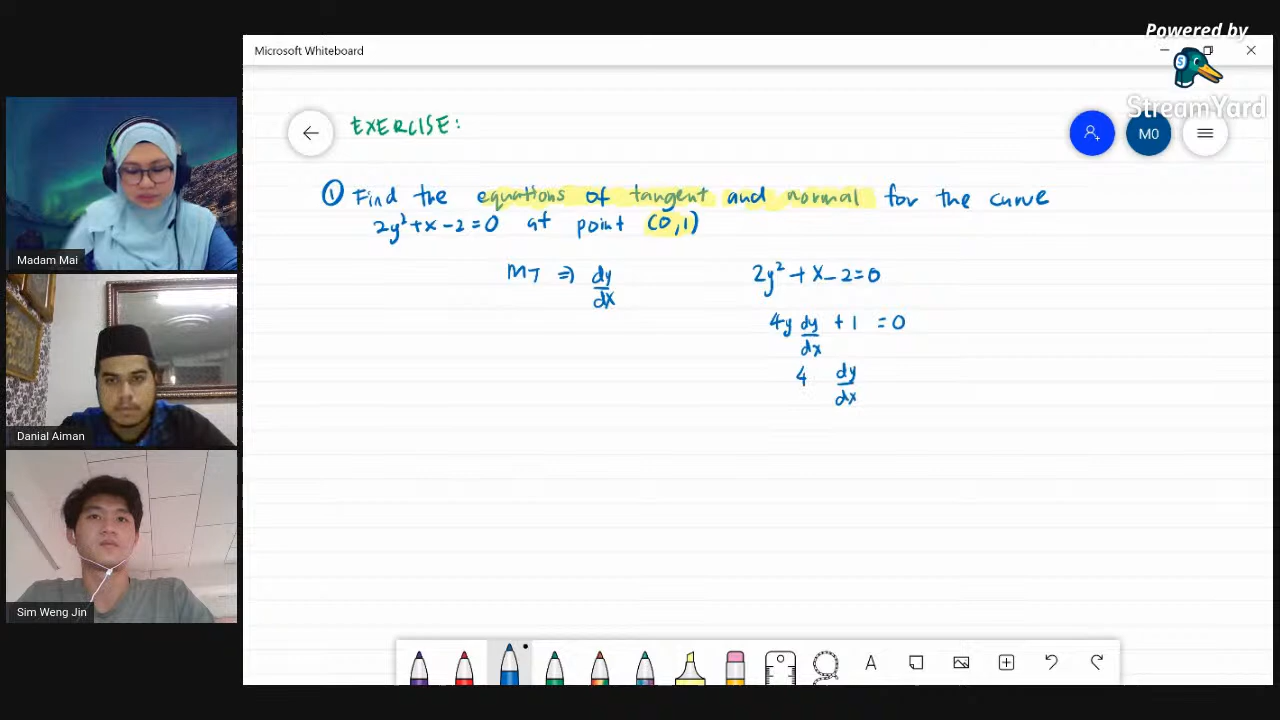 Powered by
Microsoft Whiteboard
StreamYard
EXERCISE:
M0
① Find the equations of tangent and normal for the curve
2y² + x - 2 = 0 at point (0,1)
Madam Mai
MT ⇒ dy/dx
2y² + x - 2 = 0
4y dy/dx + 1 = 0
4 dy/dx
Danial Aiman
Sim Weng Jin
A